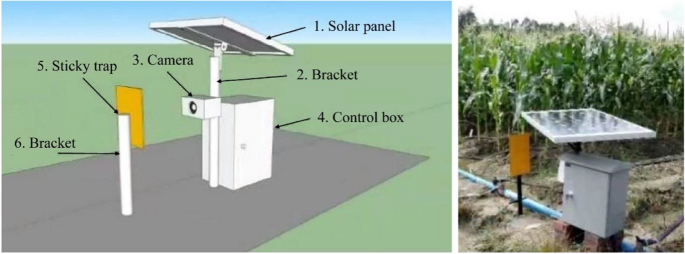 1. Solar panel
3. Camera
5. Sticky trap
2. Bracket
4. Control box
6. Bracket